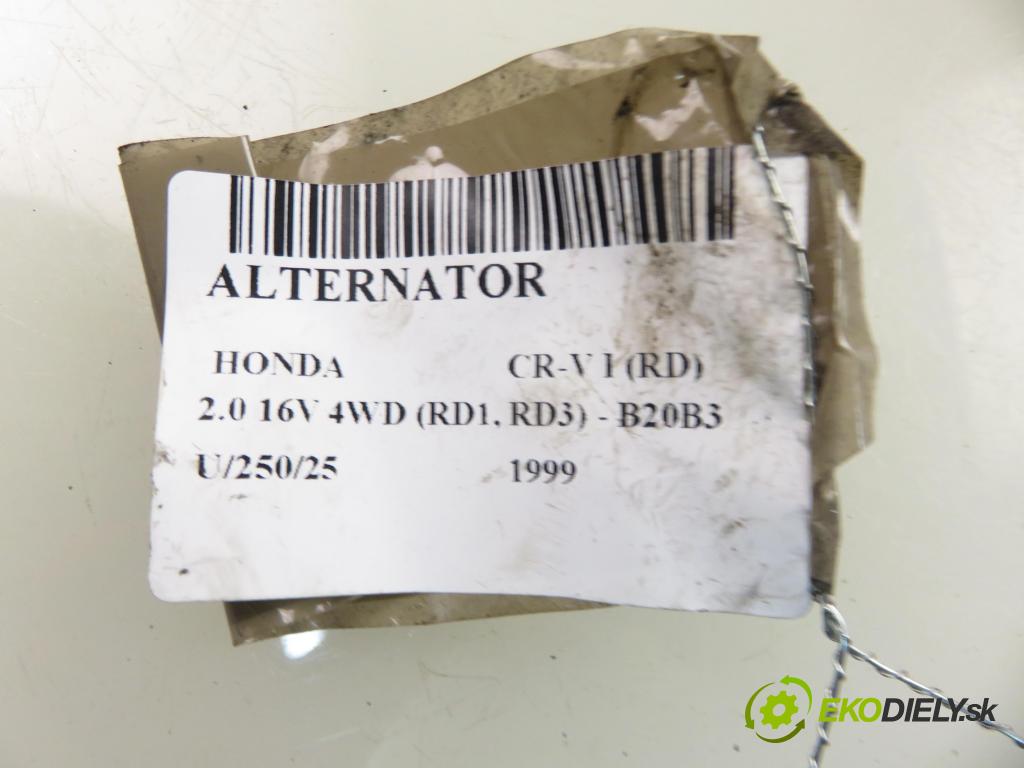 ALTERNATOR
HONDA CR-V I (RD)
2.0 16V 4WD (RD1, RD3) - B20B3
U/250/25 1999
EKODIELY.sk